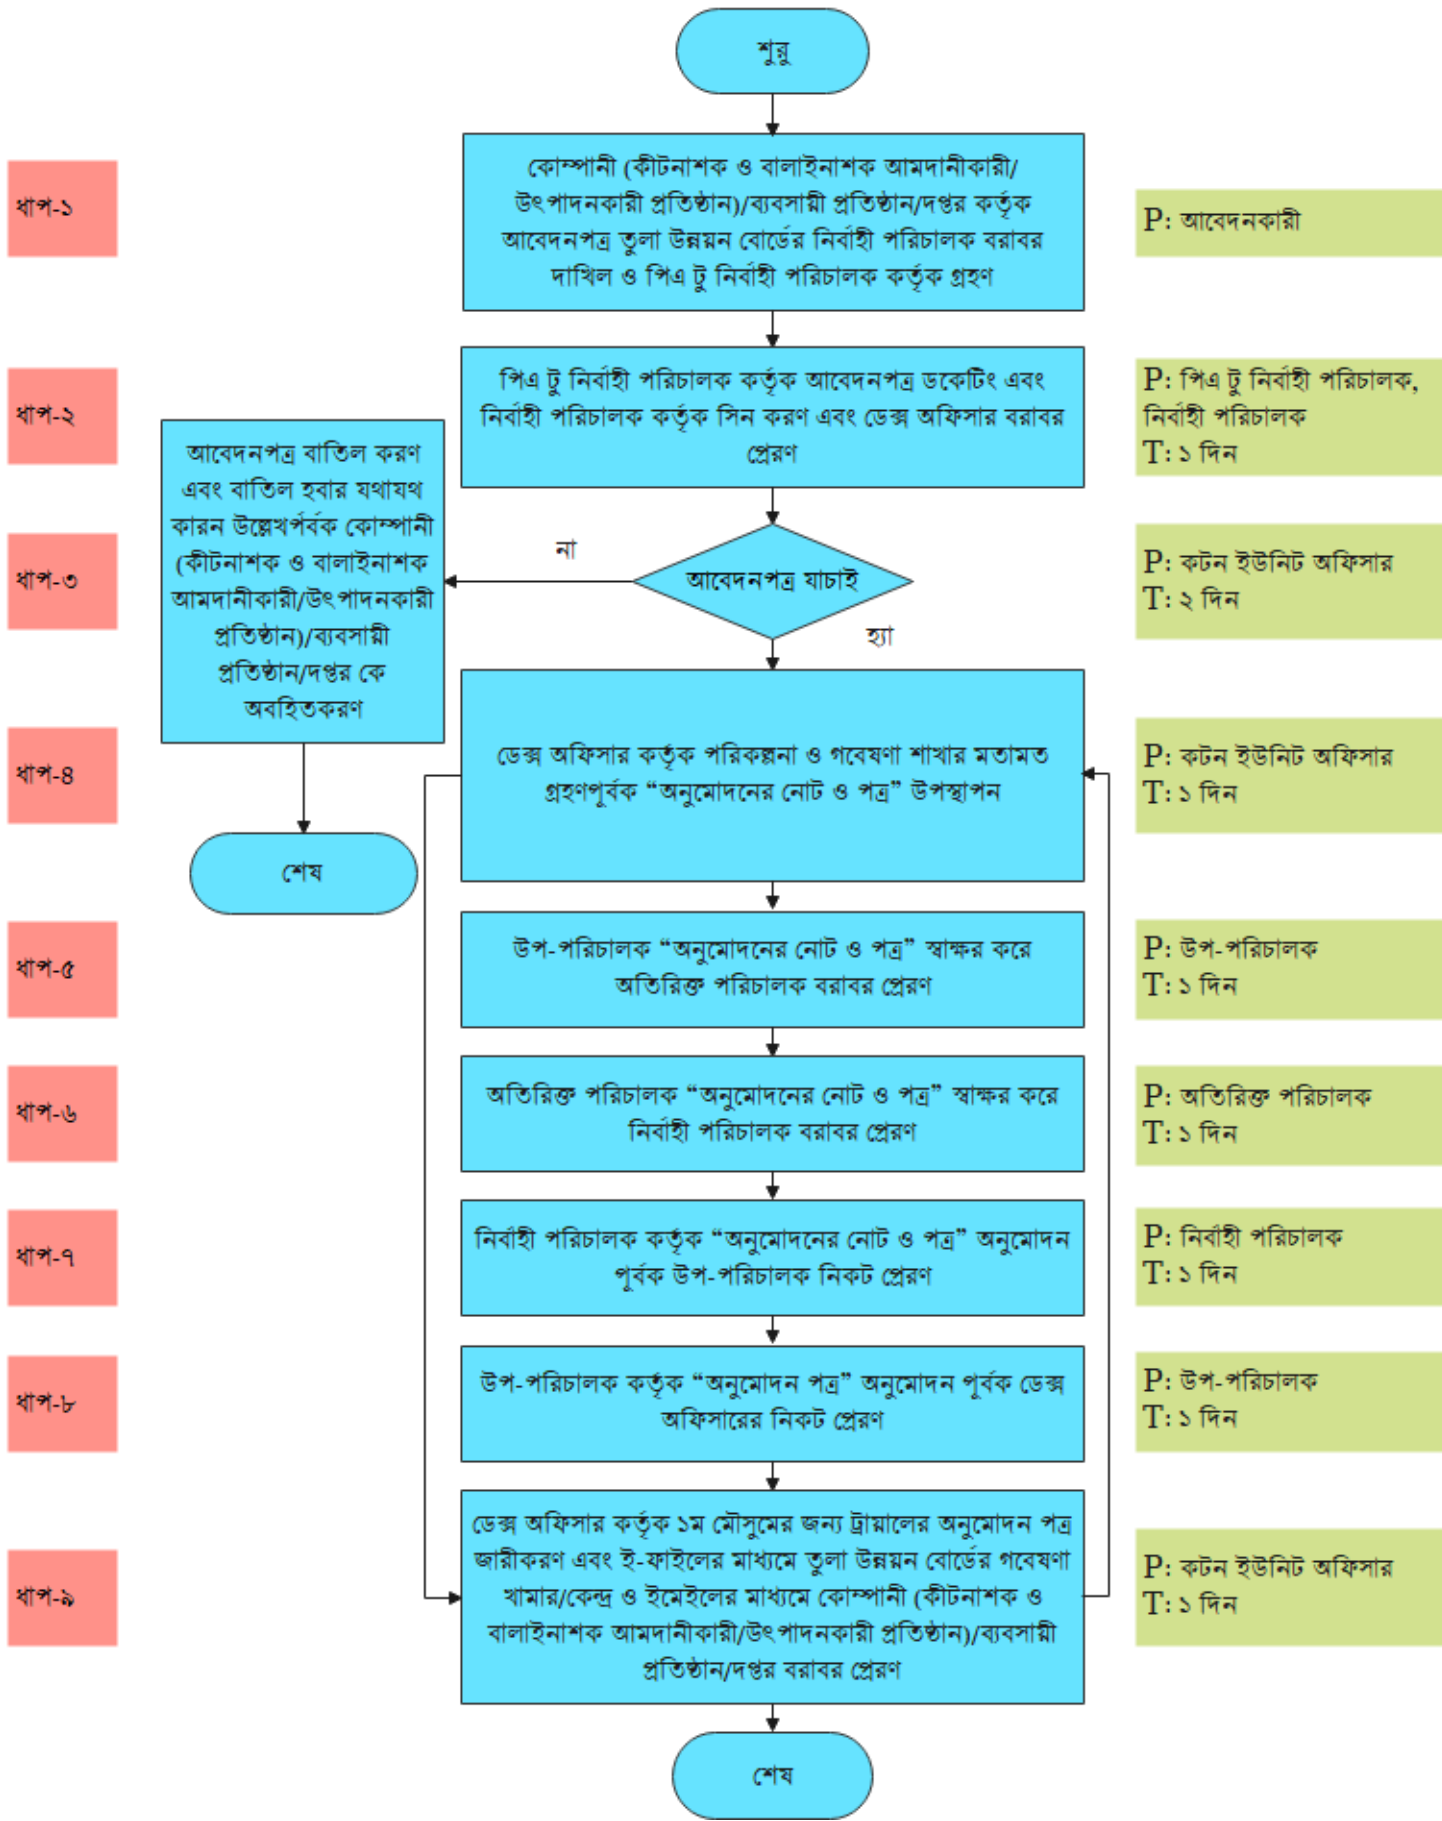 শুরু
ধাপ-১
কোম্পানী (কীটনাশক ও বালাইনাশক আমদানীকারী/
উৎপাদনকারী প্রতিষ্ঠান)/ব্যবসায়ী প্রতিষ্ঠান/দপ্তর কর্তৃক
আবেদনপত্র তুলা উন্নয়ন বোর্ডের নির্বাহী পরিচালক বরাবর
দাখিল ও পিএ টু নির্বাহী পরিচালক কর্তৃক গ্রহণ
P: আবেদনকারী
ধাপ-২
পিএ টু নির্বাহী পরিচালক কর্তৃক আবেদনপত্র ডকেটিং এবং
নির্বাহী পরিচালক কর্তৃক সিন করণ এবং ডেক্স অফিসার বরাবর
প্রেরণ
P: পিএ টু নির্বাহী পরিচালক,
নির্বাহী পরিচালক
T: ১ দিন
ধাপ-৩
আবেদনপত্র যাচাই
না
হ্যা
P: কটন ইউনিট অফিসার
T: ২ দিন
আবেদনপত্র বাতিল করণ
এবং বাতিল হবার যথাযথ
কারন উল্লেখর্পবক কোম্পানী
(কীটনাশক ও বালাইনাশক
আমদানীকারী/উৎপাদনকারী
প্রতিষ্ঠান)/ব্যবসায়ী
প্রতিষ্ঠান/দপ্তর কে
অবহিতকরণ
শেষ
ধাপ-৪
ডেক্স অফিসার কর্তৃক পরিকল্পনা ও গবেষণা শাখার মতামত
গ্রহণপূর্বক “অনুমোদনের নোট ও পত্র” উপস্থাপন
P: কটন ইউনিট অফিসার
T: ১ দিন
ধাপ-৫
উপ-পরিচালক “অনুমোদনের নোট ও পত্র” স্বাক্ষর করে
অতিরিক্ত পরিচালক বরাবর প্রেরণ
P: উপ-পরিচালক
T: ১ দিন
ধাপ-৬
অতিরিক্ত পরিচালক “অনুমোদনের নোট ও পত্র” স্বাক্ষর করে
নির্বাহী পরিচালক বরাবর প্রেরণ
P: অতিরিক্ত পরিচালক
T: ১ দিন
ধাপ-৭
নির্বাহী পরিচালক কর্তৃক “অনুমোদনের নোট ও পত্র” অনুমোদন
পূর্বক উপ-পরিচালক নিকট প্রেরণ
P: নির্বাহী পরিচালক
T: ১ দিন
ধাপ-৮
উপ-পরিচালক কর্তৃক “অনুমোদন পত্র” অনুমোদন পূর্বক ডেক্স
অফিসারের নিকট প্রেরণ
P: উপ-পরিচালক
T: ১ দিন
ধাপ-৯
ডেক্স অফিসার কর্তৃক ১ম মৌসুমের জন্য ট্রায়ালের অনুমোদন পত্র
জারীকরণ এবং ই-ফাইলের মাধ্যমে তুলা উন্নয়ন বোর্ডের গবেষণা
খামার/কেন্দ্র ও ইমেইলের মাধ্যমে কোম্পানী (কীটনাশক ও
বালাইনাশক আমদানীকারী/উৎপাদনকারী প্রতিষ্ঠান)/ব্যবসায়ী
প্রতিষ্ঠান/দপ্তর বরাবর প্রেরণ
P: কটন ইউনিট অফিসার
T: ১ দিন
শেষ